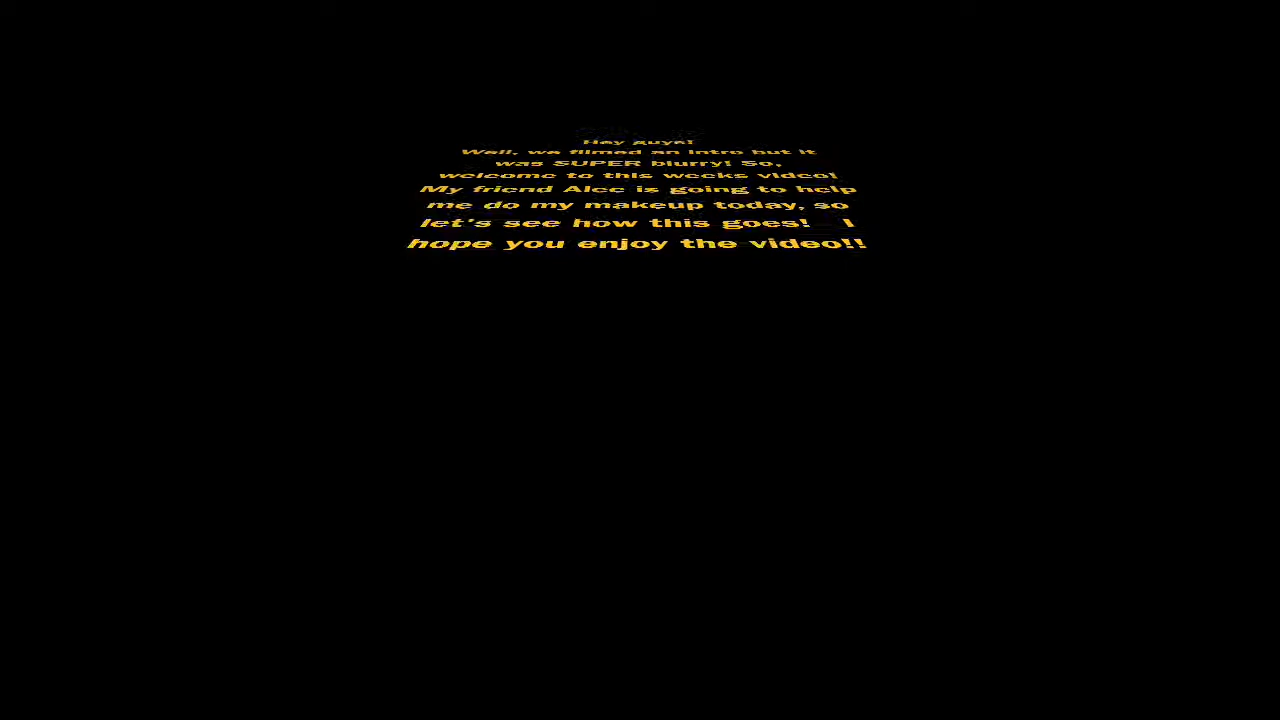 Hey guys!
Well, we filmed an intro but it
was SUPER blurry! So,
welcome to this weeks video!
My friend Alec is going to help
me do my makeup today, so
let's see how this goes! I
hope you enjoy the video!!